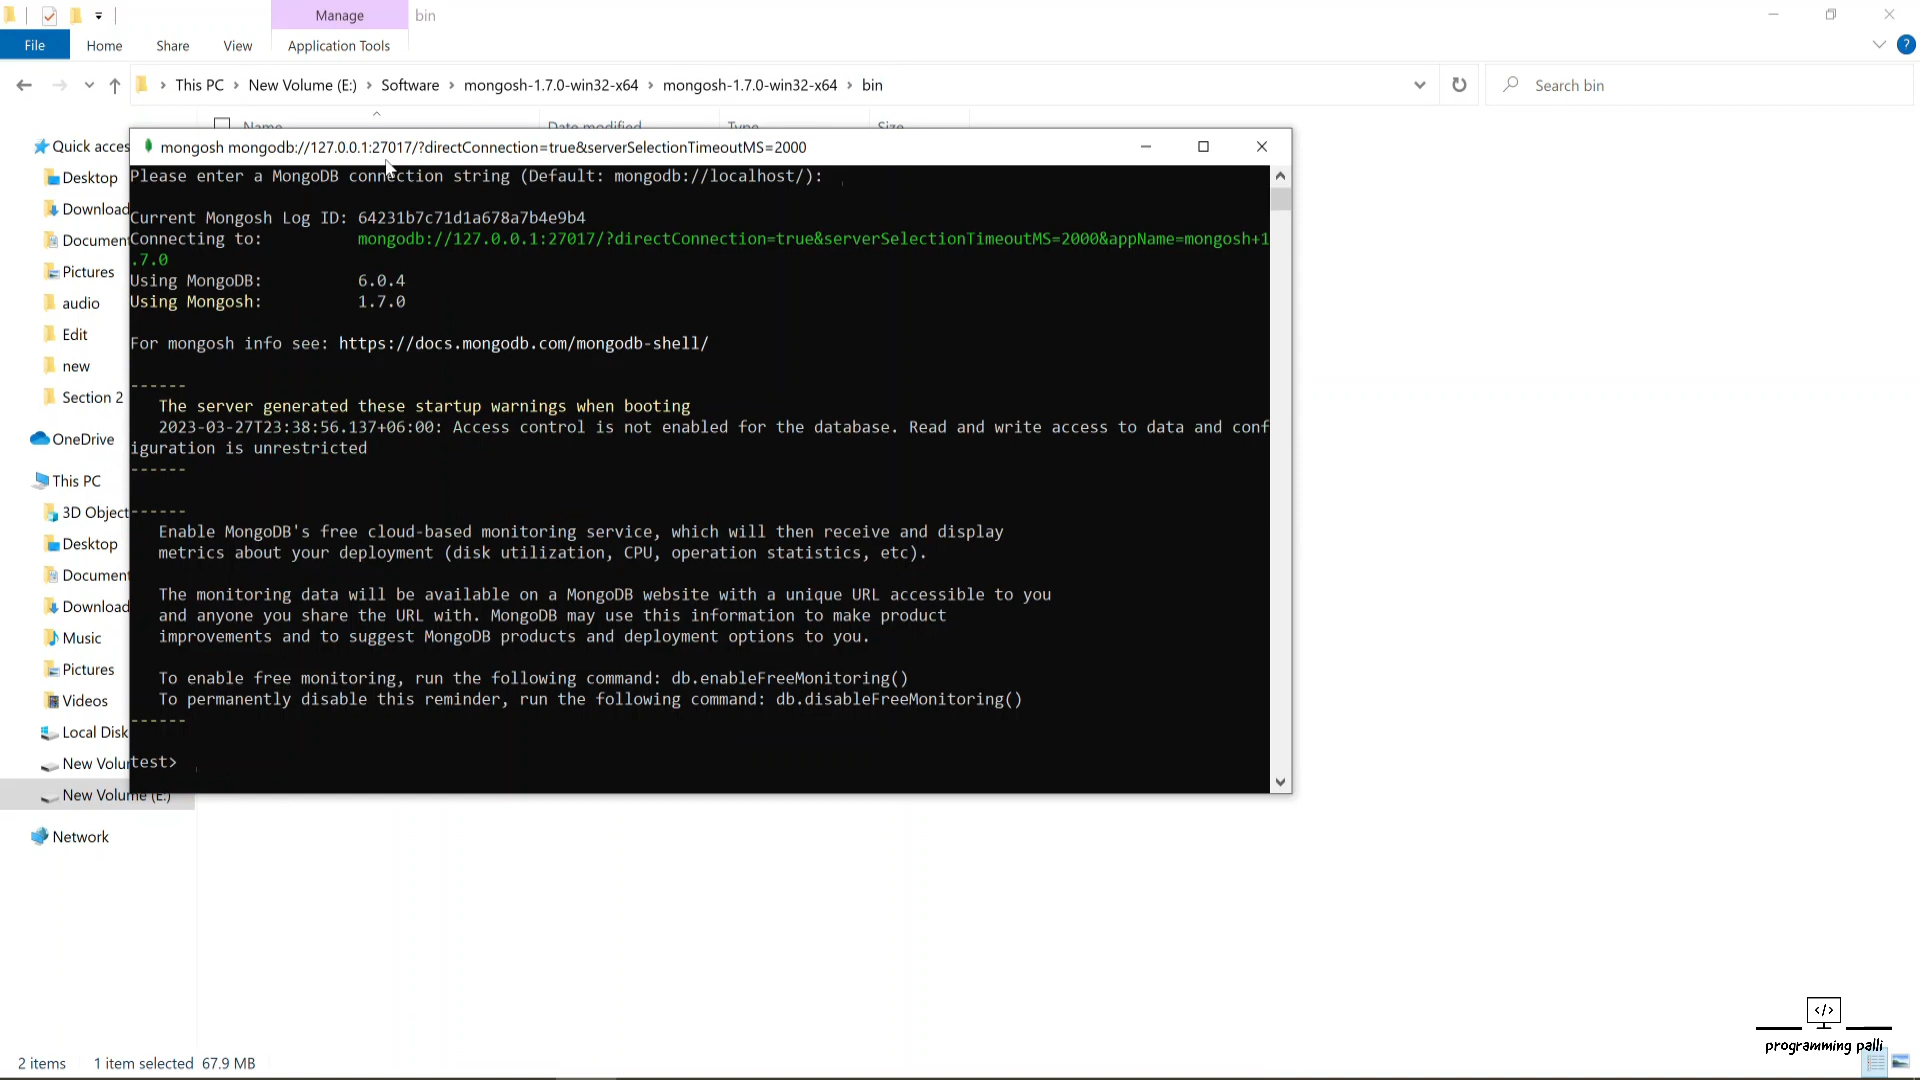 Manage
bin
File
Home
Share
View
Application Tools
This PC > New Volume (E:) > Software > mongosh-1.7.0-win32-x64 > mongosh-1.7.0-win32-x64 > bin
Search bin
Name
Date modified
Type
Size
Quick acces
Desktop
Download
Documen
Pictures
audio
Edit
new
Section 2
OneDrive
This PC
3D Object
Desktop
Document
Download
Music
Pictures
Videos
Local Disk
New Volu
New Volume (E:)
Network
mongosh mongodb://127.0.0.1:27017/?directConnection=true&serverSelectionTimeoutMS=2000
Please enter a MongoDB connection string (Default: mongodb://localhost/):
Current Mongosh Log ID: 64231b7c71d1a678a7b4e9b4
Connecting to: mongodb://127.0.0.1:27017/?directConnection=true&serverSelectionTimeoutMS=2000&appName=mongosh+1
.7.0
Using MongoDB: 6.0.4
Using Mongosh: 1.7.0
For mongosh info see: https://docs.mongodb.com/mongodb-shell/
------
The server generated these startup warnings when booting
2023-03-27T23:38:56.137+06:00: Access control is not enabled for the database. Read and write access to data and conf
iguration is unrestricted
------
------
Enable MongoDB's free cloud-based monitoring service, which will then receive and display
metrics about your deployment (disk utilization, CPU, operation statistics, etc).
The monitoring data will be available on a MongoDB website with a unique URL accessible to you
and anyone you share the URL with. MongoDB may use this information to make product
improvements and to suggest MongoDB products and deployment options to you.
To enable free monitoring, run the following command: db.enableFreeMonitoring()
To permanently disable this reminder, run the following command: db.disableFreeMonitoring()
------
test>
2 items
1 item selected 67.9 MB
</>
programming palli